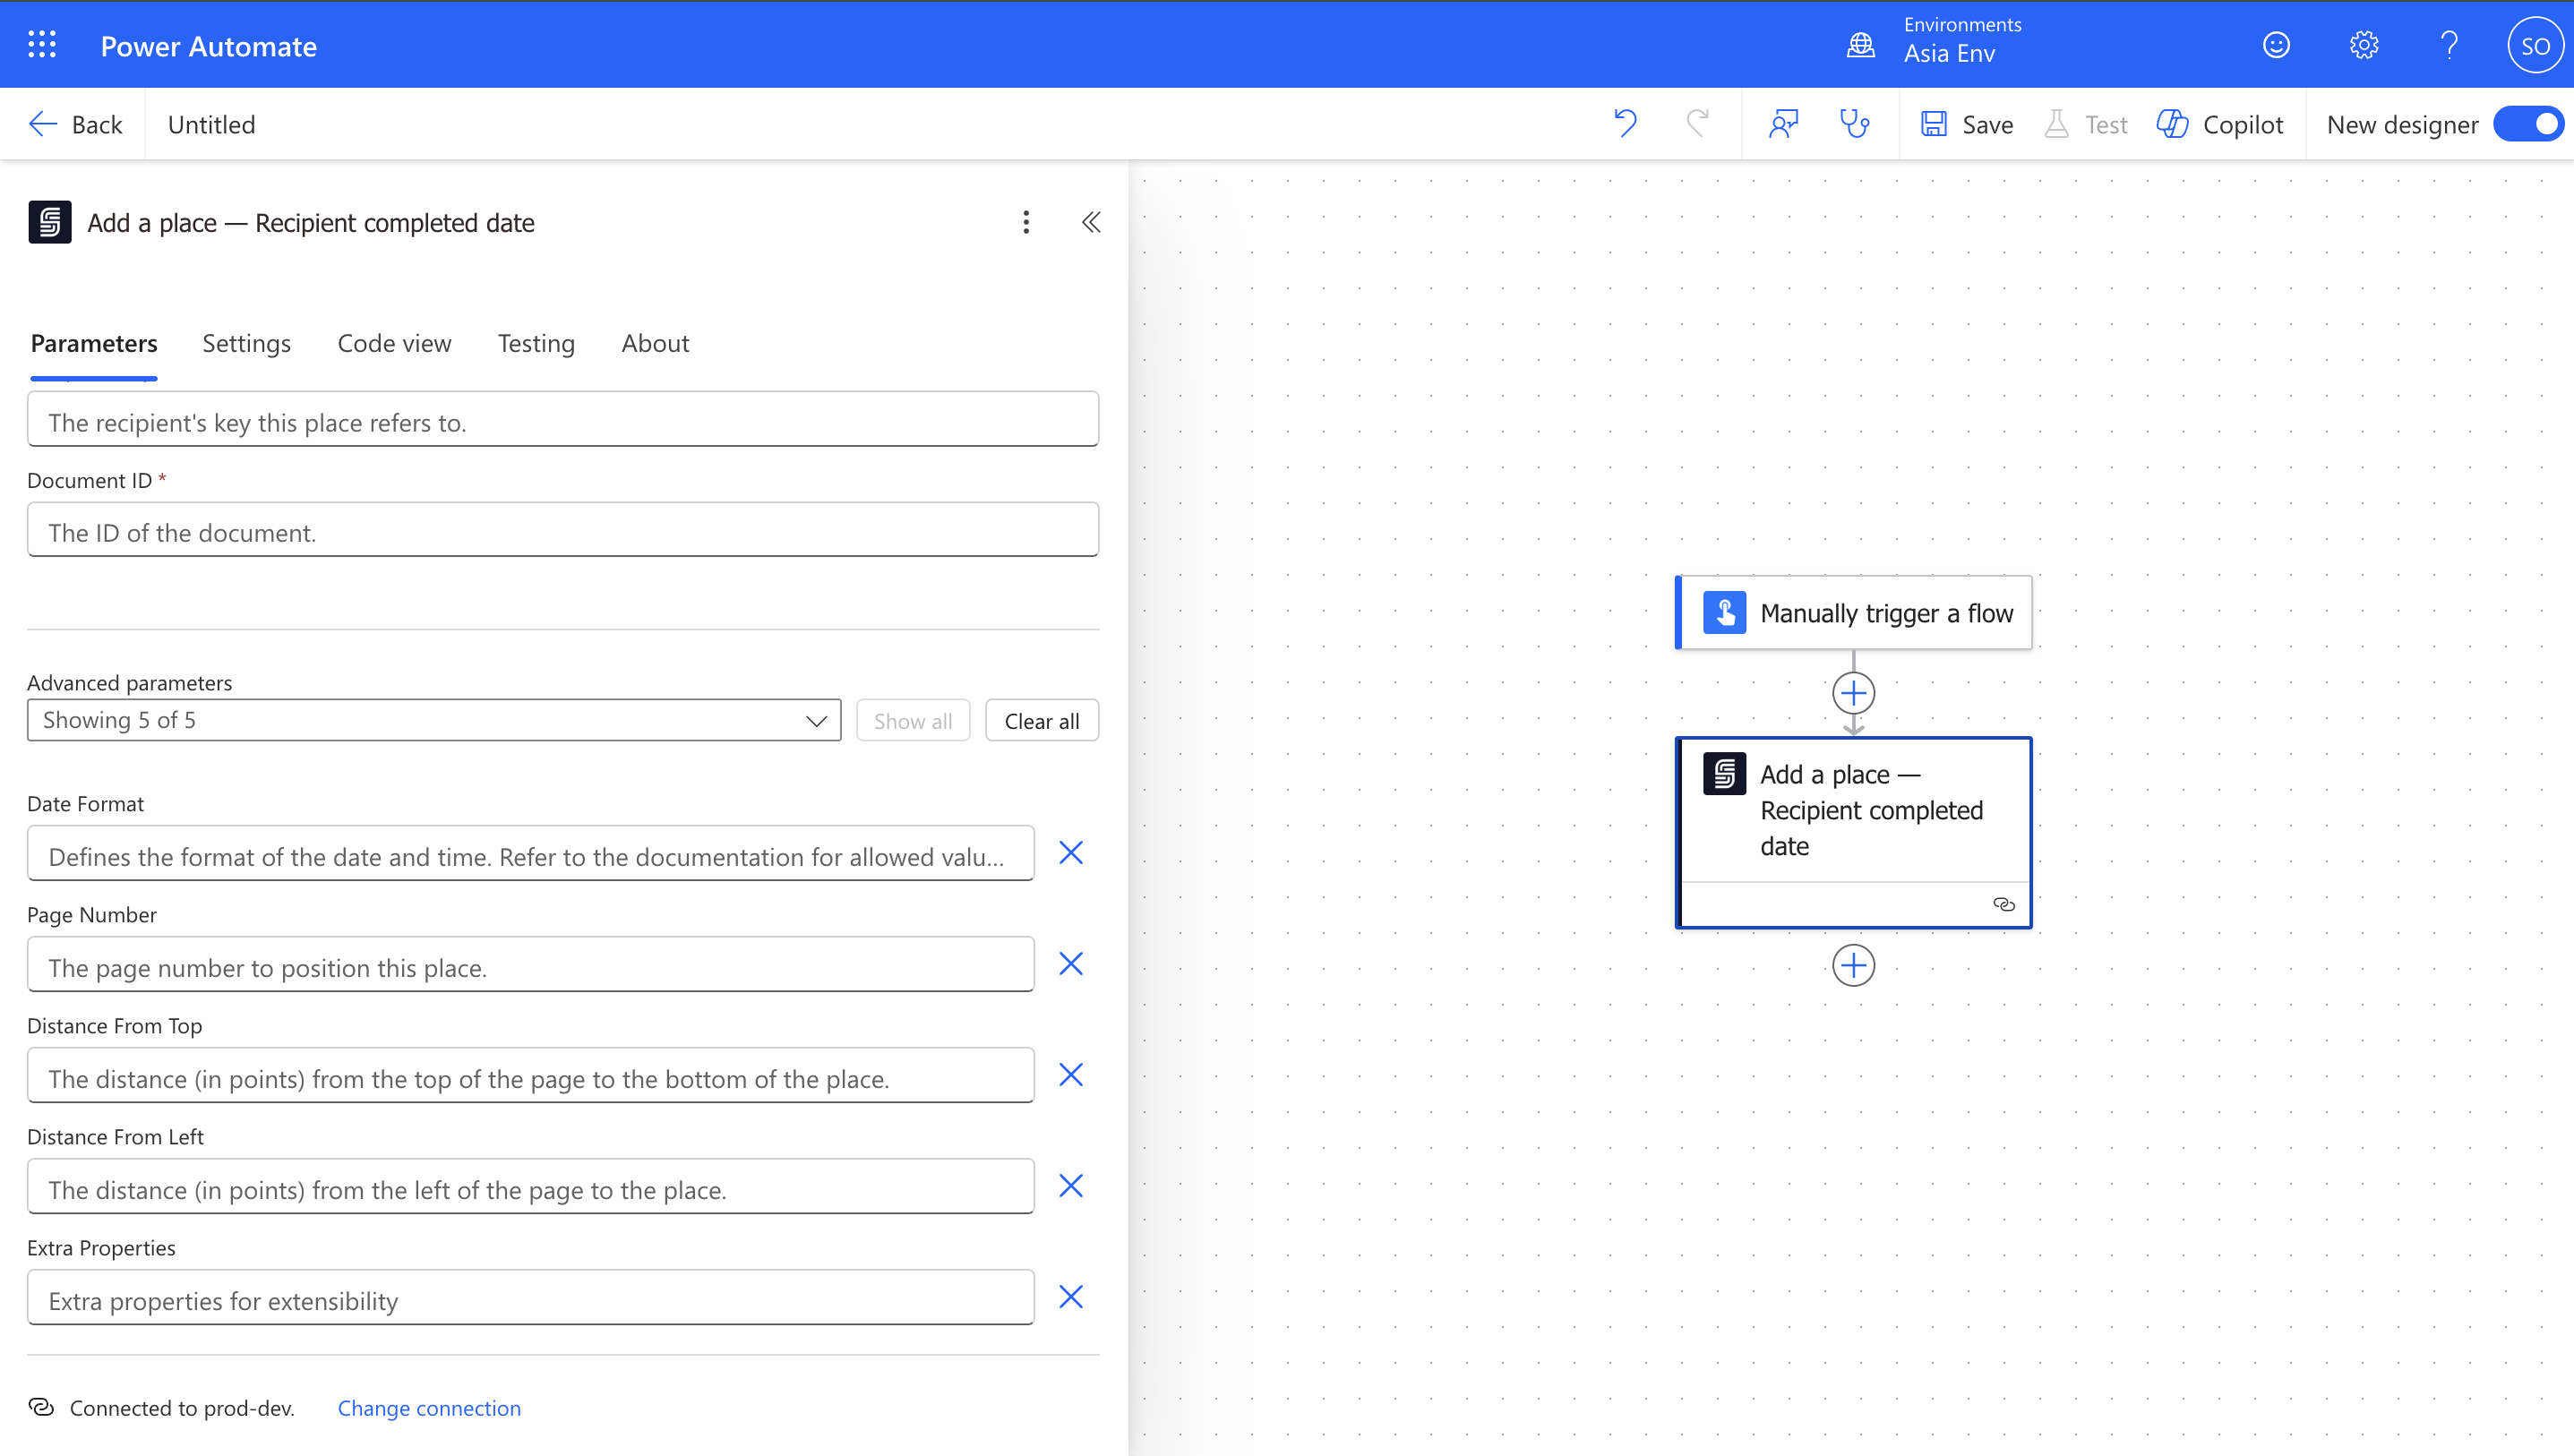 Power Automate
Environments
Asia Env
SO
Back
Untitled
Save
Test
Copilot
New designer
Add a place — Recipient completed date
Parameters
Settings
Code view
Testing
About
The recipient's key this place refers to.
Document ID *
The ID of the document.
Advanced parameters
Showing 5 of 5
Show all
Clear all
Date Format
Defines the format of the date and time. Refer to the documentation for allowed valu...
Page Number
The page number to position this place.
Distance From Top
The distance (in points) from the top of the page to the bottom of the place.
Distance From Left
The distance (in points) from the left of the page to the place.
Extra Properties
Extra properties for extensibility
Connected to prod-dev.
Change connection
Manually trigger a flow
Add a place —
Recipient completed
date